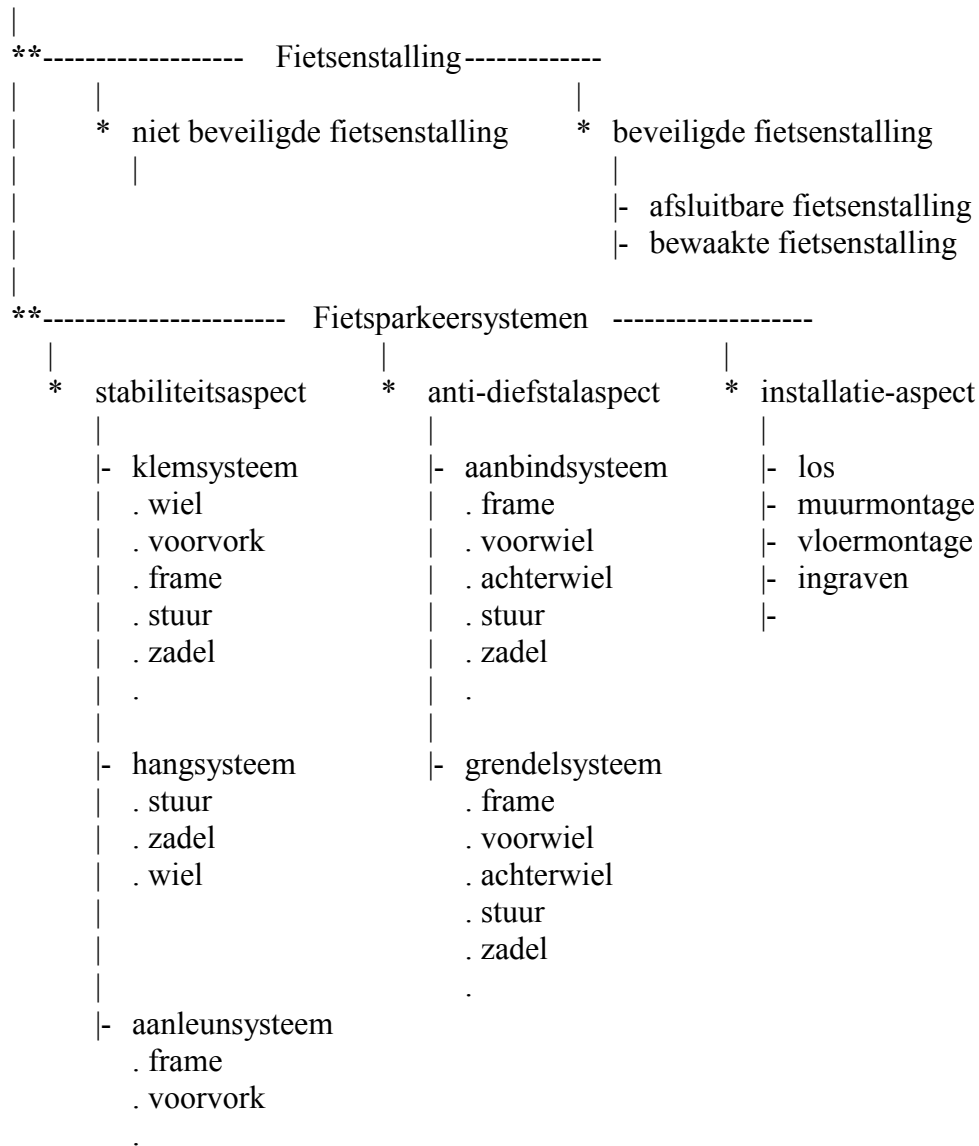 |
**------------------- Fietsenstalling-------------
| | |
| * niet beveiligde fietsenstalling * beveiligde fietsenstalling
| | |
| |- afsluitbare fietsenstalling
| |- bewaakte fietsenstalling
|
**----------------------- Fietsparkeersystemen -------------------
| | |
* stabiliteitsaspect * anti-diefstalaspect * installatie-aspect
| | |
|- klemsysteem |- aanbindsysteem |- los
| . wiel | . frame |- muurmontage
| . voorvork | . voorwiel |- vloermontage
| . frame | . achterwiel |- ingraven
| . stuur | . stuur |-
| . zadel | . zadel
| . | .
| |
|- hangsysteem |- grendelsysteem
| . stuur . frame
| . zadel . voorwiel
| . wiel . achterwiel
| . stuur
| . zadel
| .
|- aanleunsysteem
. frame
. voorvork
.